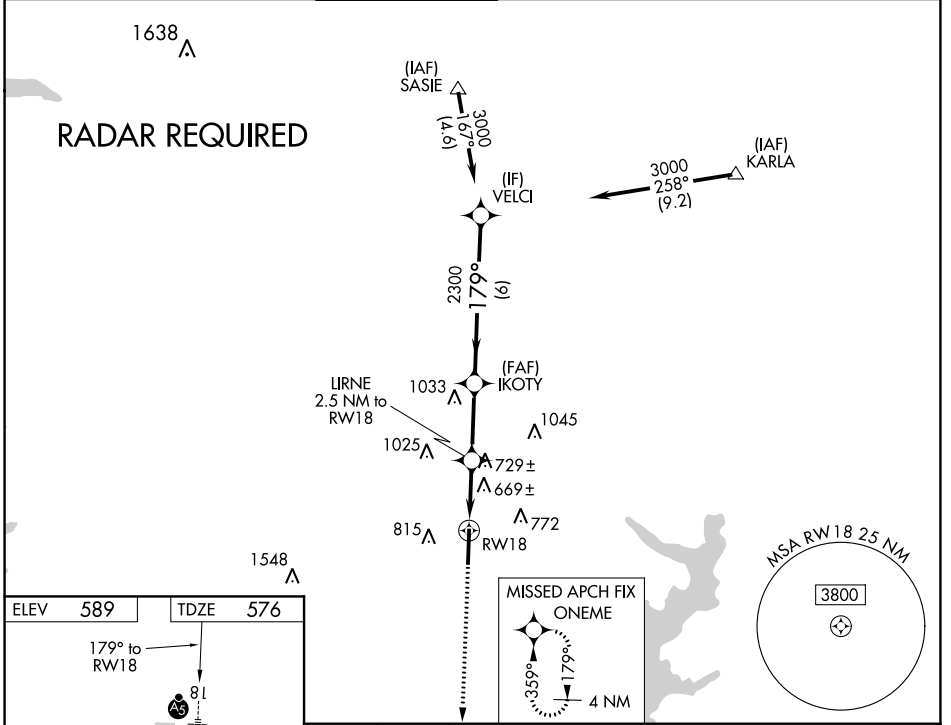 1638
RADAR REQUIRED
(IAF)
SASIE
3000
167°
(4.6)
(IAF)
KARLA
3000
258°
(9.2)
(IF)
VELCI
2300
179°
(6)
(FAF)
IKOTY
LIRNE
2.5 NM to
RW18
1033
1045
1025
729±
669±
815
772
RW18
1548
MSA RW18 25 NM
3800
MISSED APCH FIX
ONEME
359°
179°
4 NM
ELEV 589
TDZE 576
179° to
RW18
18
A5